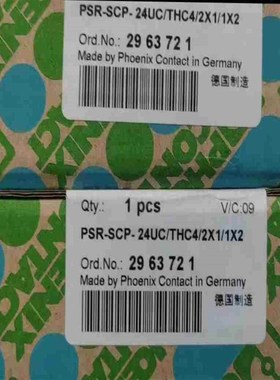 PSR-SCP- 24UC/THC4/2X1/1X2
Ord.No.: 29 63 72 1
Made by Phoenix Contact in Germany
德国制造
Qty.: 1 pcs V/C:09
PSR-SCP- 24UC/THC4/2X1/1X2
Ord.No.: 29 63 72 1
Made by Phoenix Contact in Germany
德国制造